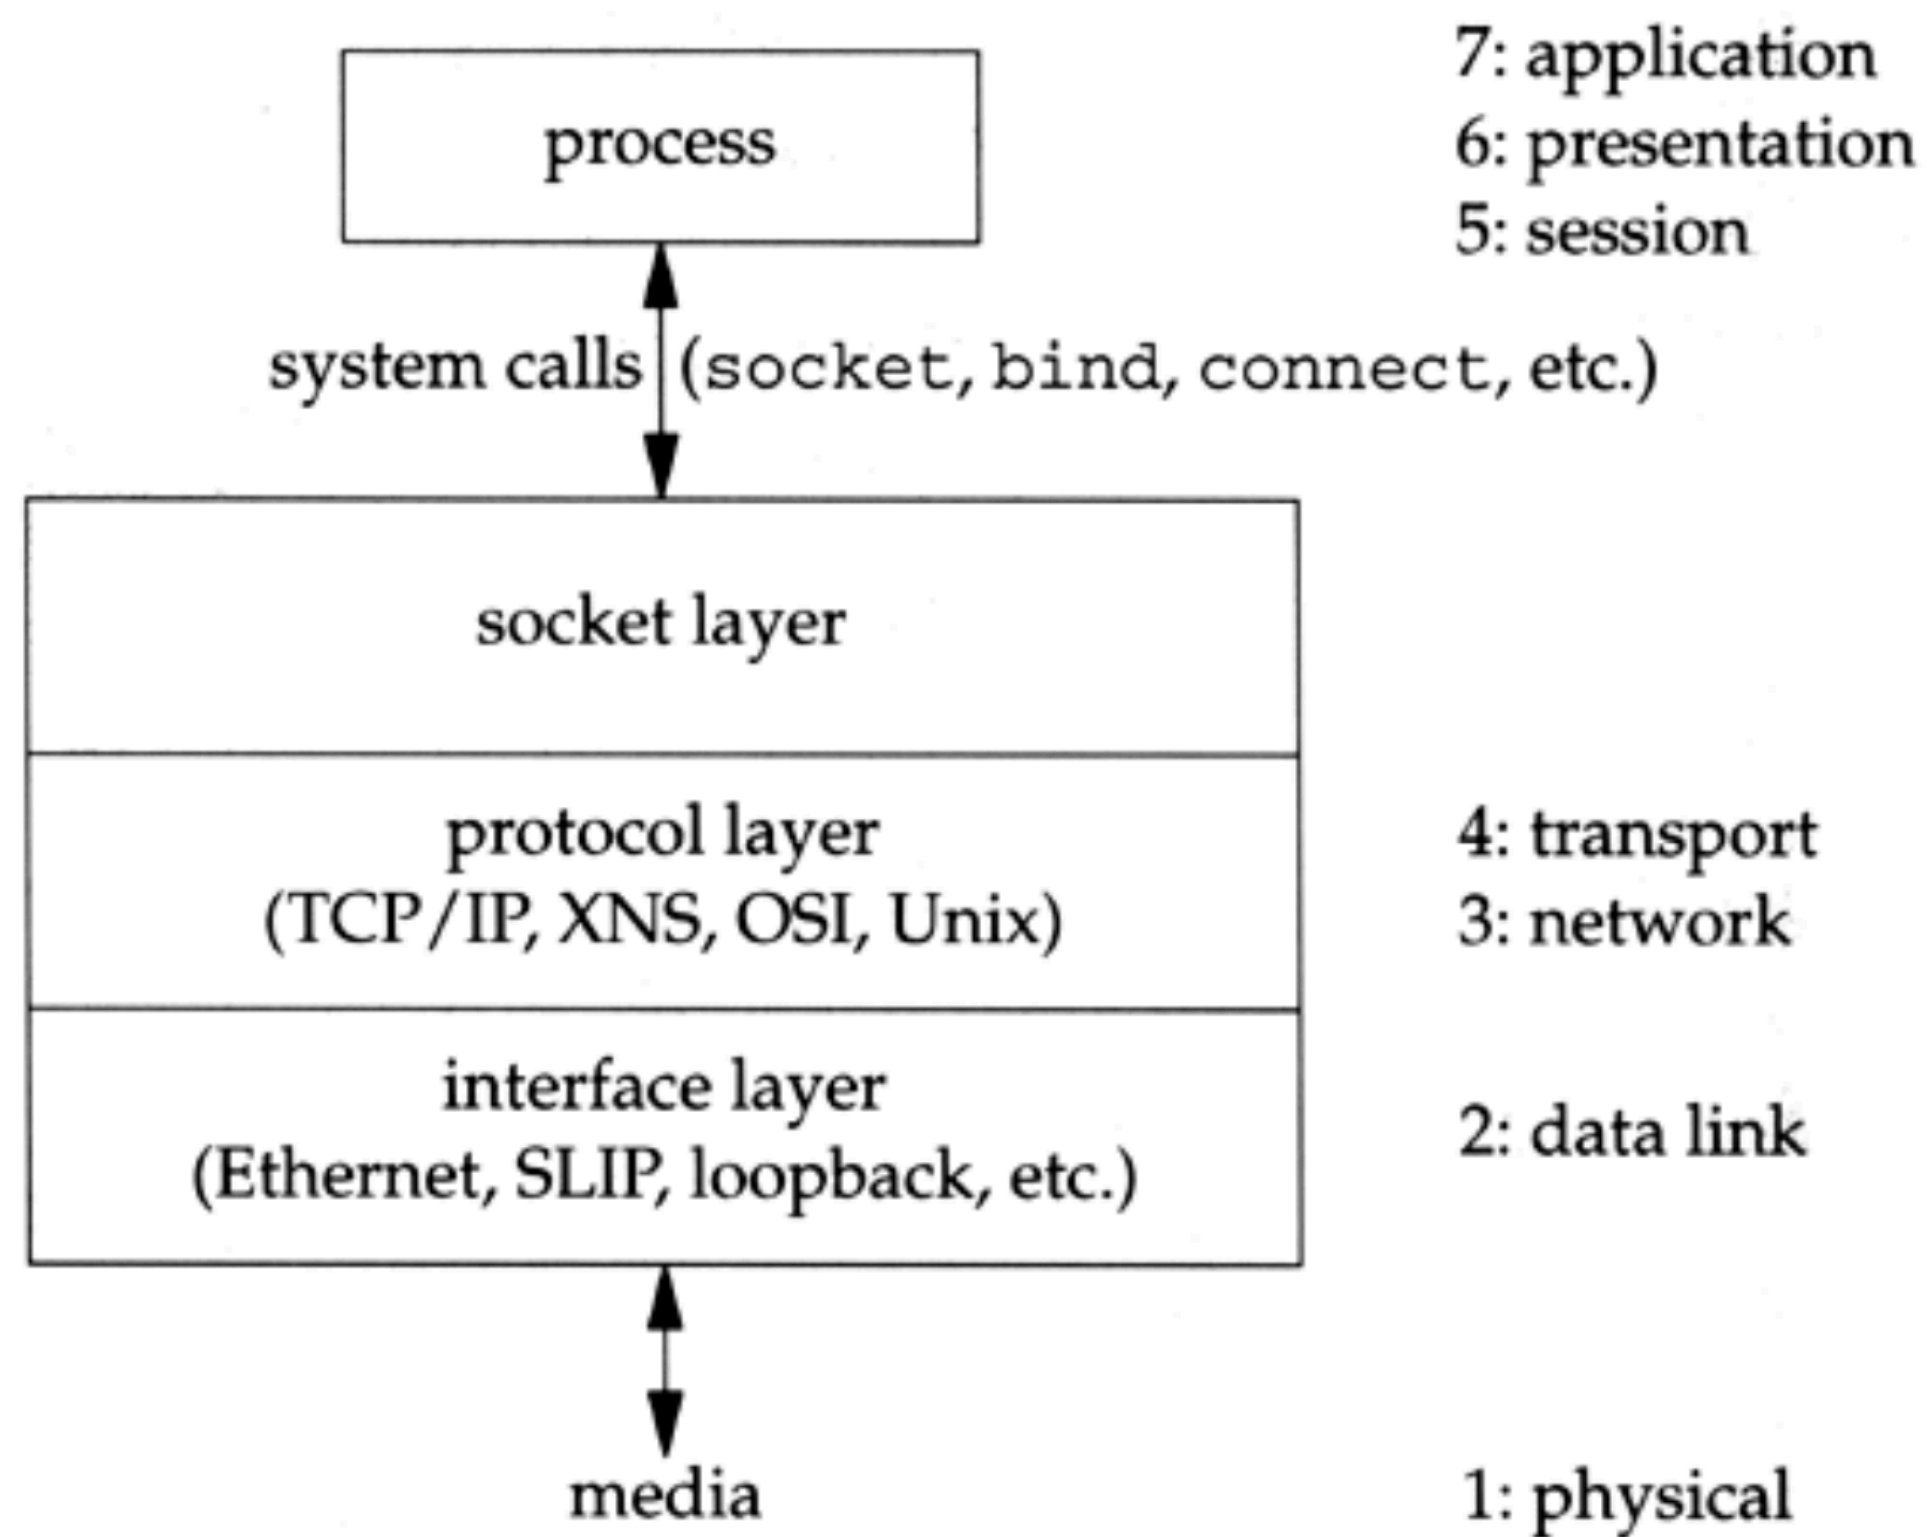 7: application
process
6: presentation
5: session
system calls (socket, bind, connect, etc.)
socket layer
protocol layer
4: transport
(TCP/IP, XNS, OSI, Unix)
3: network
interface layer
2: data link
(Ethernet, SLIP, loopback, etc.)
media
1: physical